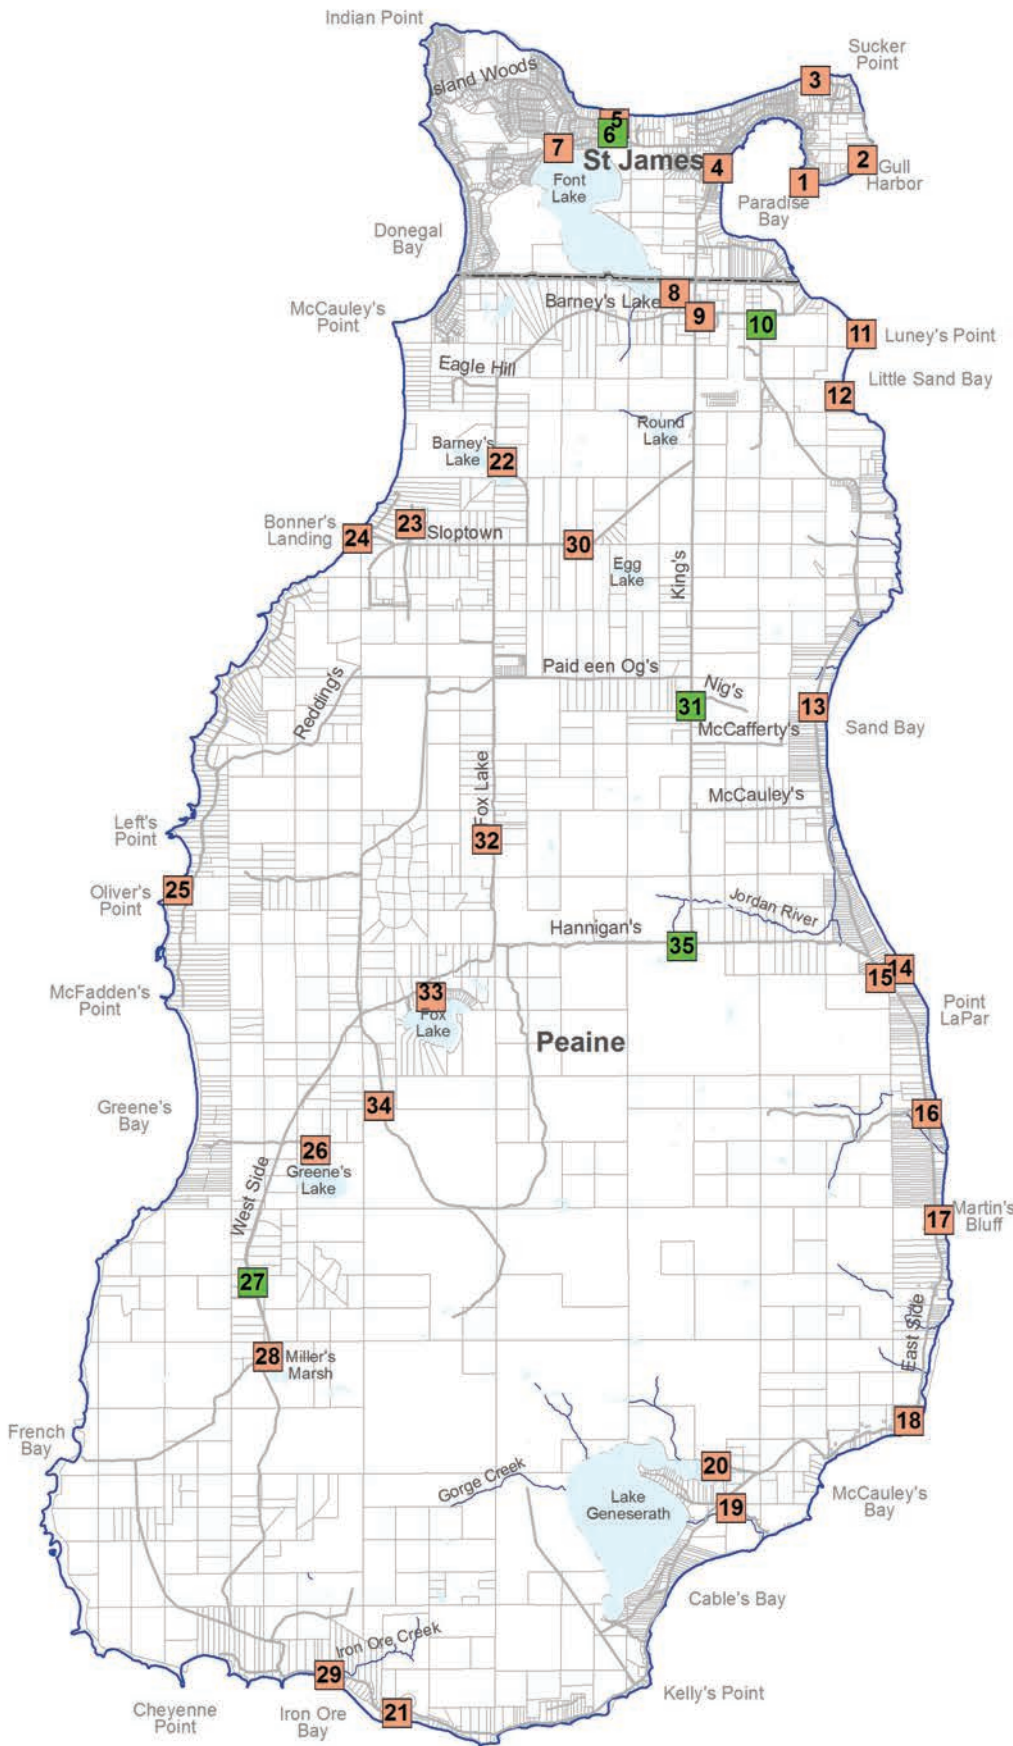 Indian Point
Sucker
Point
Island Woods
3
5
6
7
St James
4
2
1
Gull
Harbor
Font
Lake
Paradise
Bay
Donegal
Bay
McCauley's
Point
Barney's Lake
8
9
10
11
Luney's Point
Eagle Hill
Little Sand Bay
12
Round
Lake
Barney's
Lake
22
Bonner's
Landing
24
23
Sloptown
30
Egg
Lake
King's
Paid een Og's
Redding's
Nig's
31
McCafferty's
13
Sand Bay
Fox Lake
McCauley's
Left's
Point
32
25
Oliver's
Point
Jordan River
Hannigan's
35
14
15
McFadden's
Point
33
Fox
Lake
Point
LaPar
Peaine
Greene's
Bay
34
16
26
Greene's
Lake
West Side
17
Martin's
Bluff
27
East Side
28
Miller's
Marsh
French
Bay
18
20
Gorge Creek
Lake
Geneserath
19
McCauley's
Bay
Cable's Bay
Iron Ore Creek
29
Kelly's Point
Cheyenne
Point
Iron Ore
Bay
21